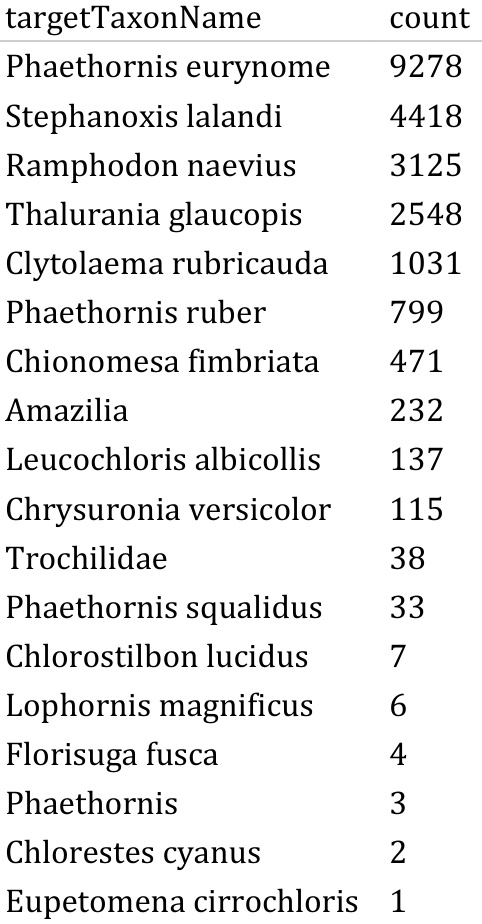 targetTaxonName count
Phaethornis eurynome 9278
Stephanoxis lalandi 4418
Ramphodon naevius 3125
Thalurania glaucopis 2548
Clytolaema rubricauda 1031
Phaethornis ruber 799
Chionomesa fimbriata 471
Amazilia 232
Leucochloris albicollis 137
Chrysuronia versicolor 115
Trochilidae 38
Phaethornis squalidus 33
Chlorostilbon lucidus 7
Lophornis magnificus 6
Florisuga fusca 4
Phaethornis 3
Chlorestes cyanus 2
Eupetomena cirrochloris 1